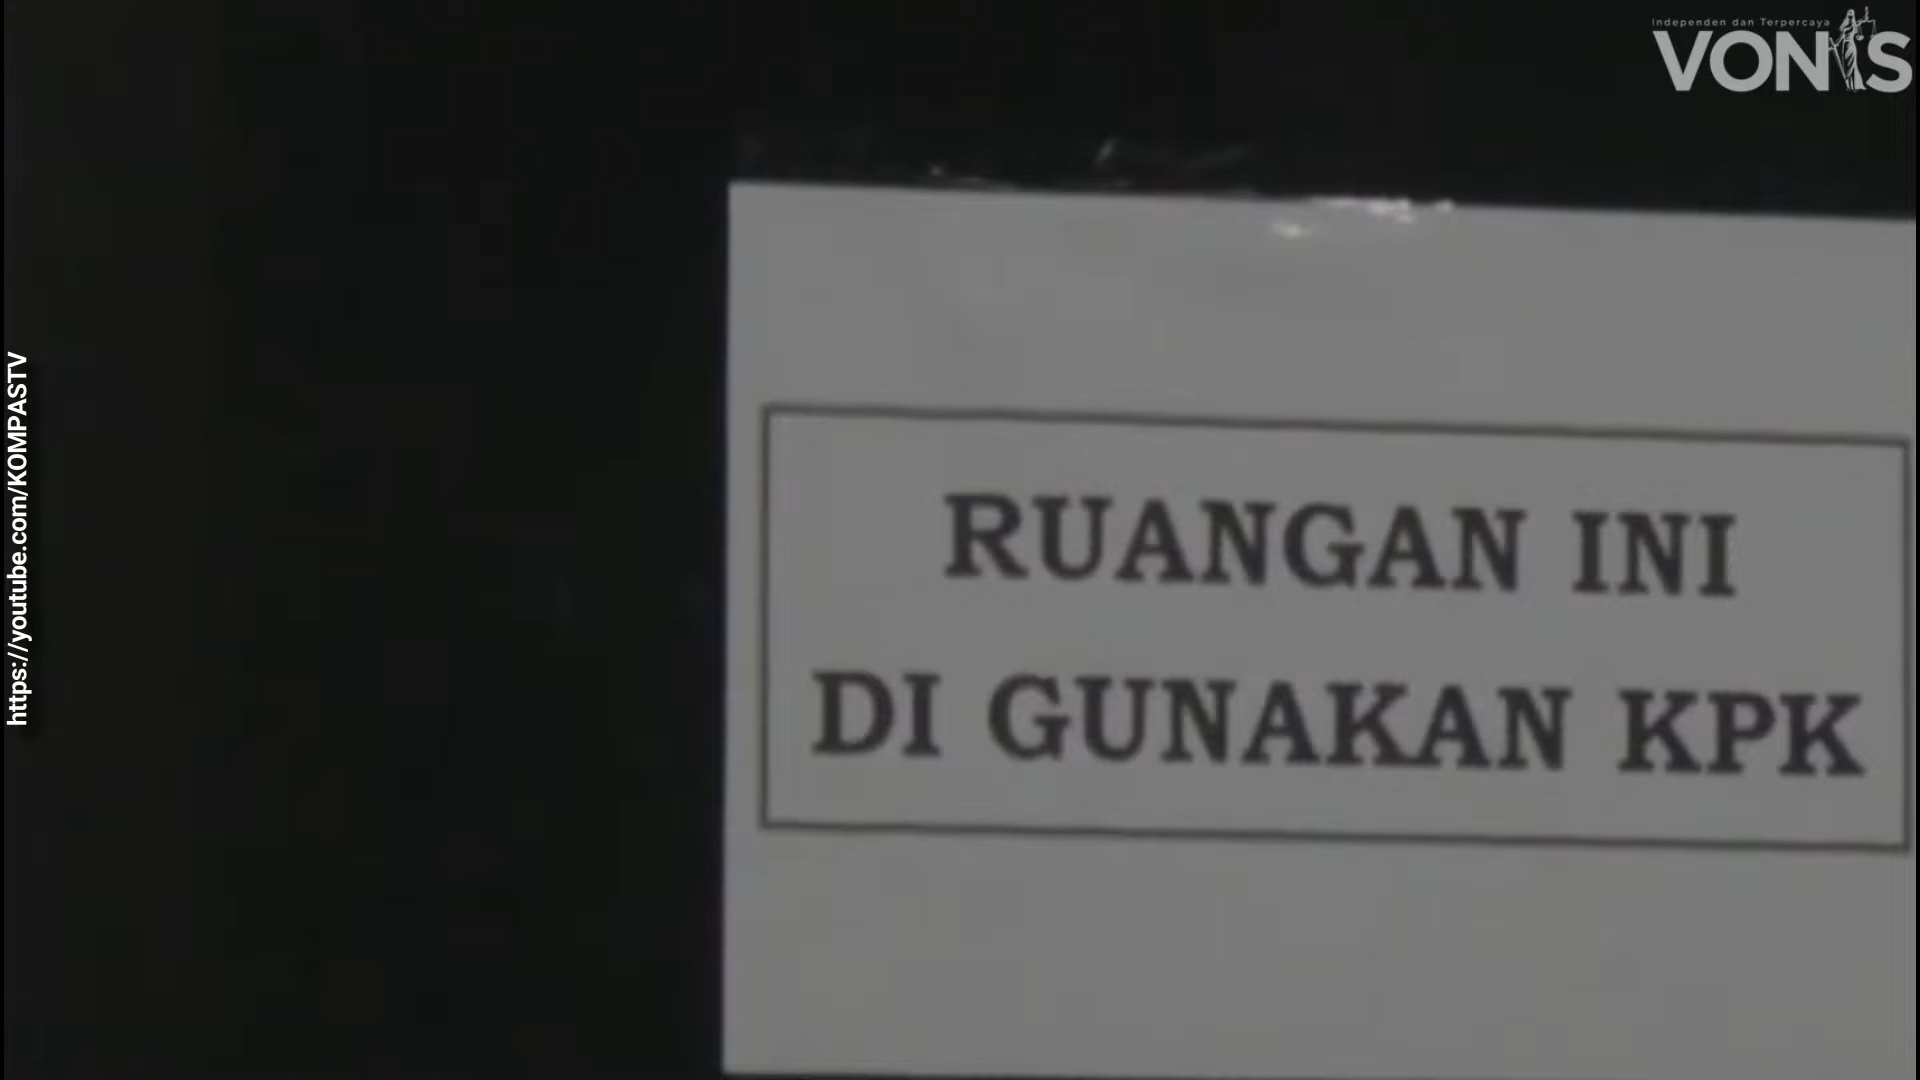 Independen dan Terpercaya
VONIS
https://youtube.com/KOMPASTV
RUANGAN INI
DI GUNAKAN KPK